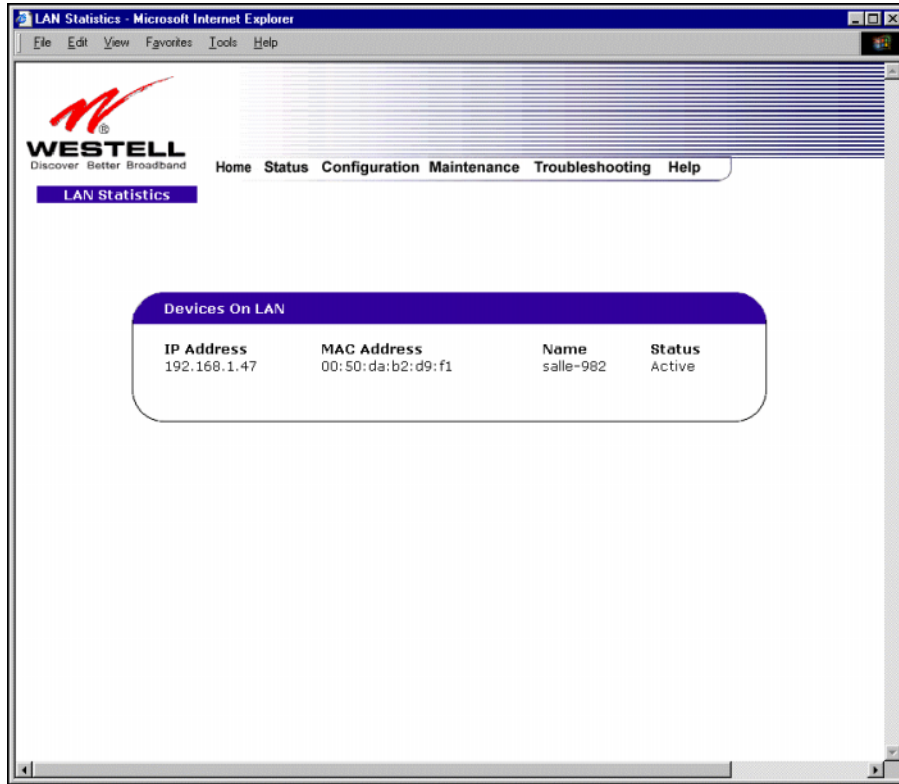 LAN Statistics - Microsoft Internet Explorer
File Edit View Favorites Tools Help
®
WESTELL
Discover Better Broadband
Home Status Configuration Maintenance Troubleshooting Help
LAN Statistics
Devices On LAN
IP Address MAC Address Name Status
192.168.1.47 00:50:da:b2:d9:f1 salle-982 Active